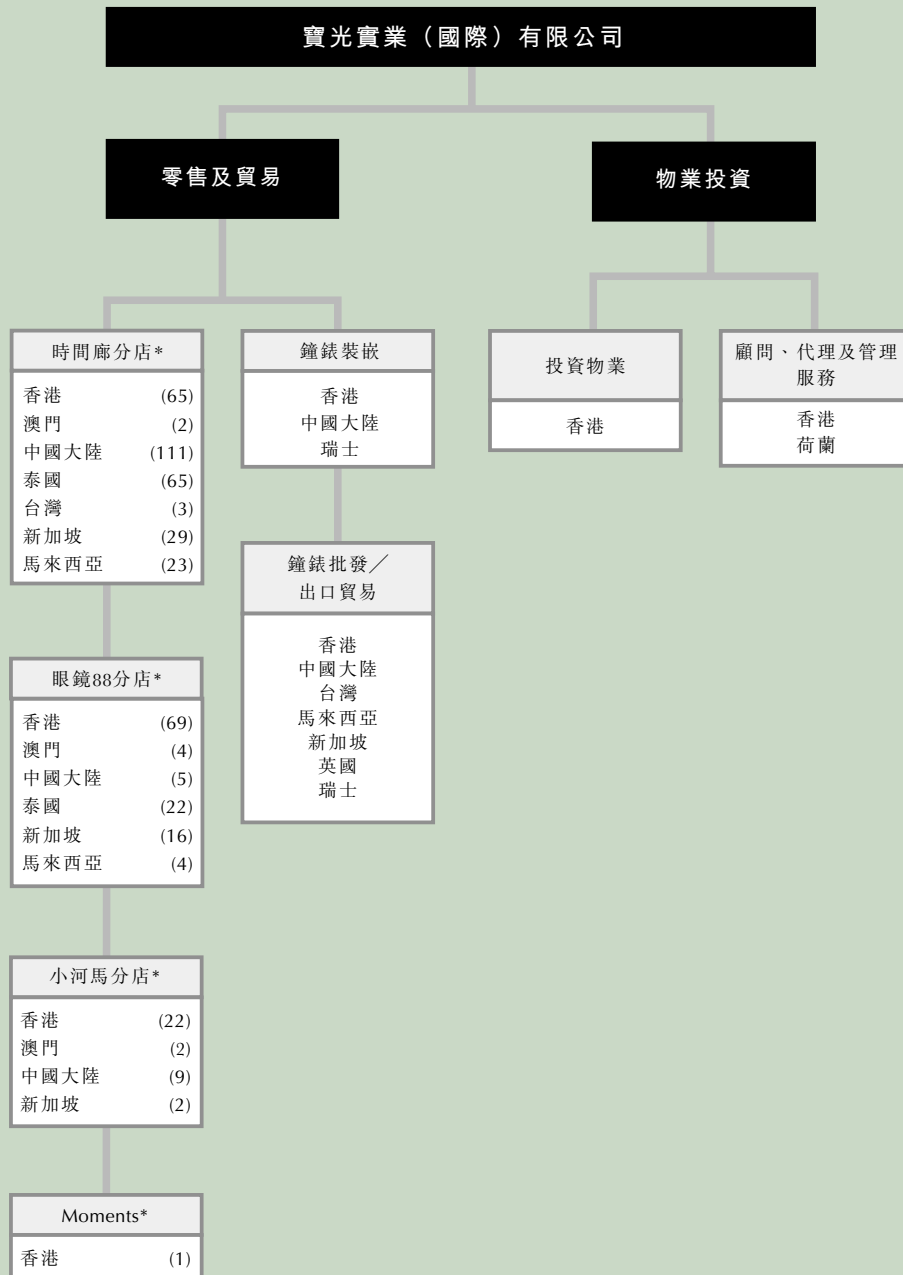 寶光實業（國際）有限公司
零售及貿易
物業投資
時間廊分店*
香港 (65)
澳門 (2)
中國大陸 (111)
泰國 (65)
台灣 (3)
新加坡 (29)
馬來西亞 (23)
眼鏡88分店*
香港 (69)
澳門 (4)
中國大陸 (5)
泰國 (22)
新加坡 (16)
馬來西亞 (4)
小河馬分店*
香港 (22)
澳門 (2)
中國大陸 (9)
新加坡 (2)
Moments*
香港 (1)
鐘錶裝嵌
香港
中國大陸
瑞士
鐘錶批發／
出口貿易
香港
中國大陸
台灣
馬來西亞
新加坡
英國
瑞士
投資物業
香港
顧問、代理及管理
服務
香港
荷蘭